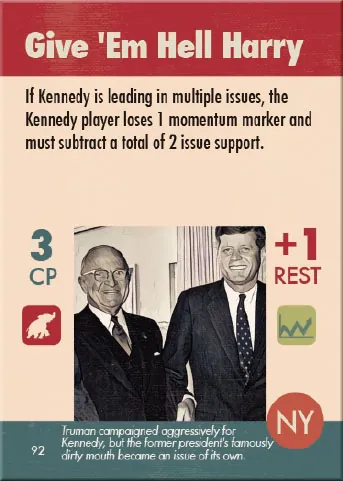 Give 'Em Hell Harry
If Kennedy is leading in multiple issues, the
Kennedy player loses 1 momentum marker and
must subtract a total of 2 issue support.
3
CP
+1
REST
NY
Truman campaigned aggressively for
Kennedy, but the former president's famously
dirty mouth became an issue of its own.
92